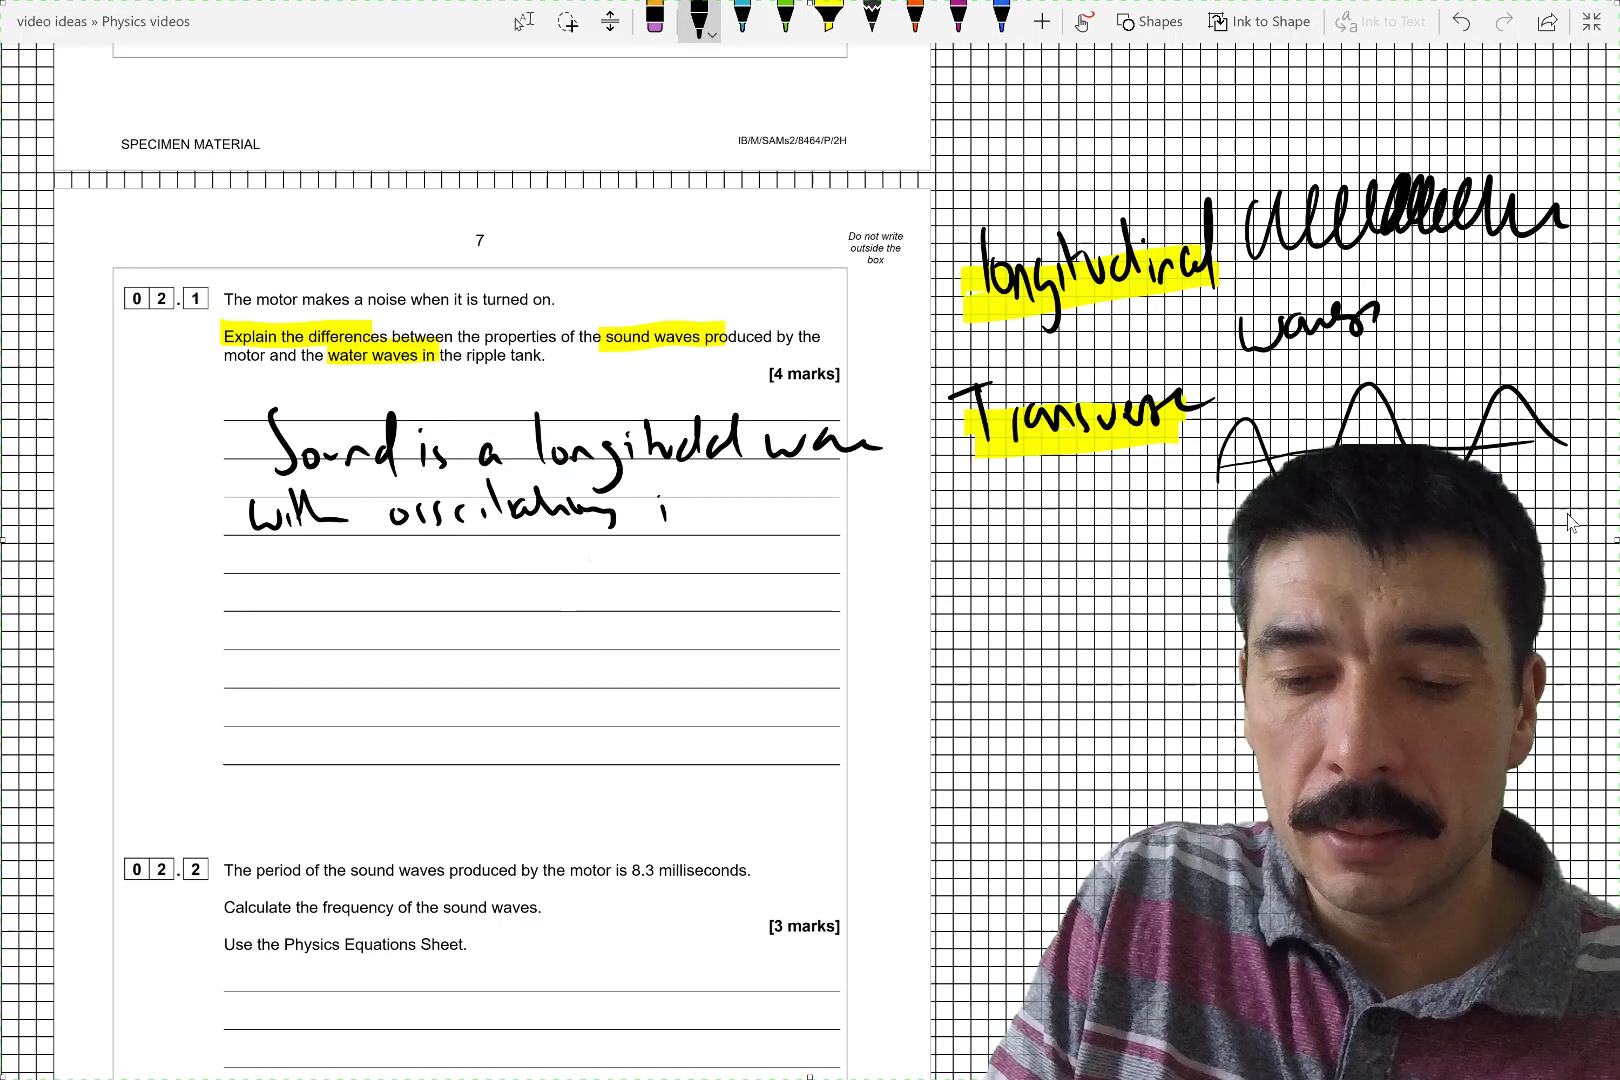 video ideas » Physics videos
Shapes
Ink to Shape
Ink to Text
SPECIMEN MATERIAL
IB/M/SAMs2/8464/P/2H
7
Do not write
outside the
box
0 2 . 1
The motor makes a noise when it is turned on.
Explain the differences between the properties of the sound waves produced by the
motor and the water waves in the ripple tank.
[4 marks]
Sound is a
with
0 2 . 2
The period of the sound waves produced by the motor is 8.3 milliseconds.
Calculate the frequency of the sound waves.
[3 marks]
Use the Physics Equations Sheet.
longitudinal
waves
Transverse